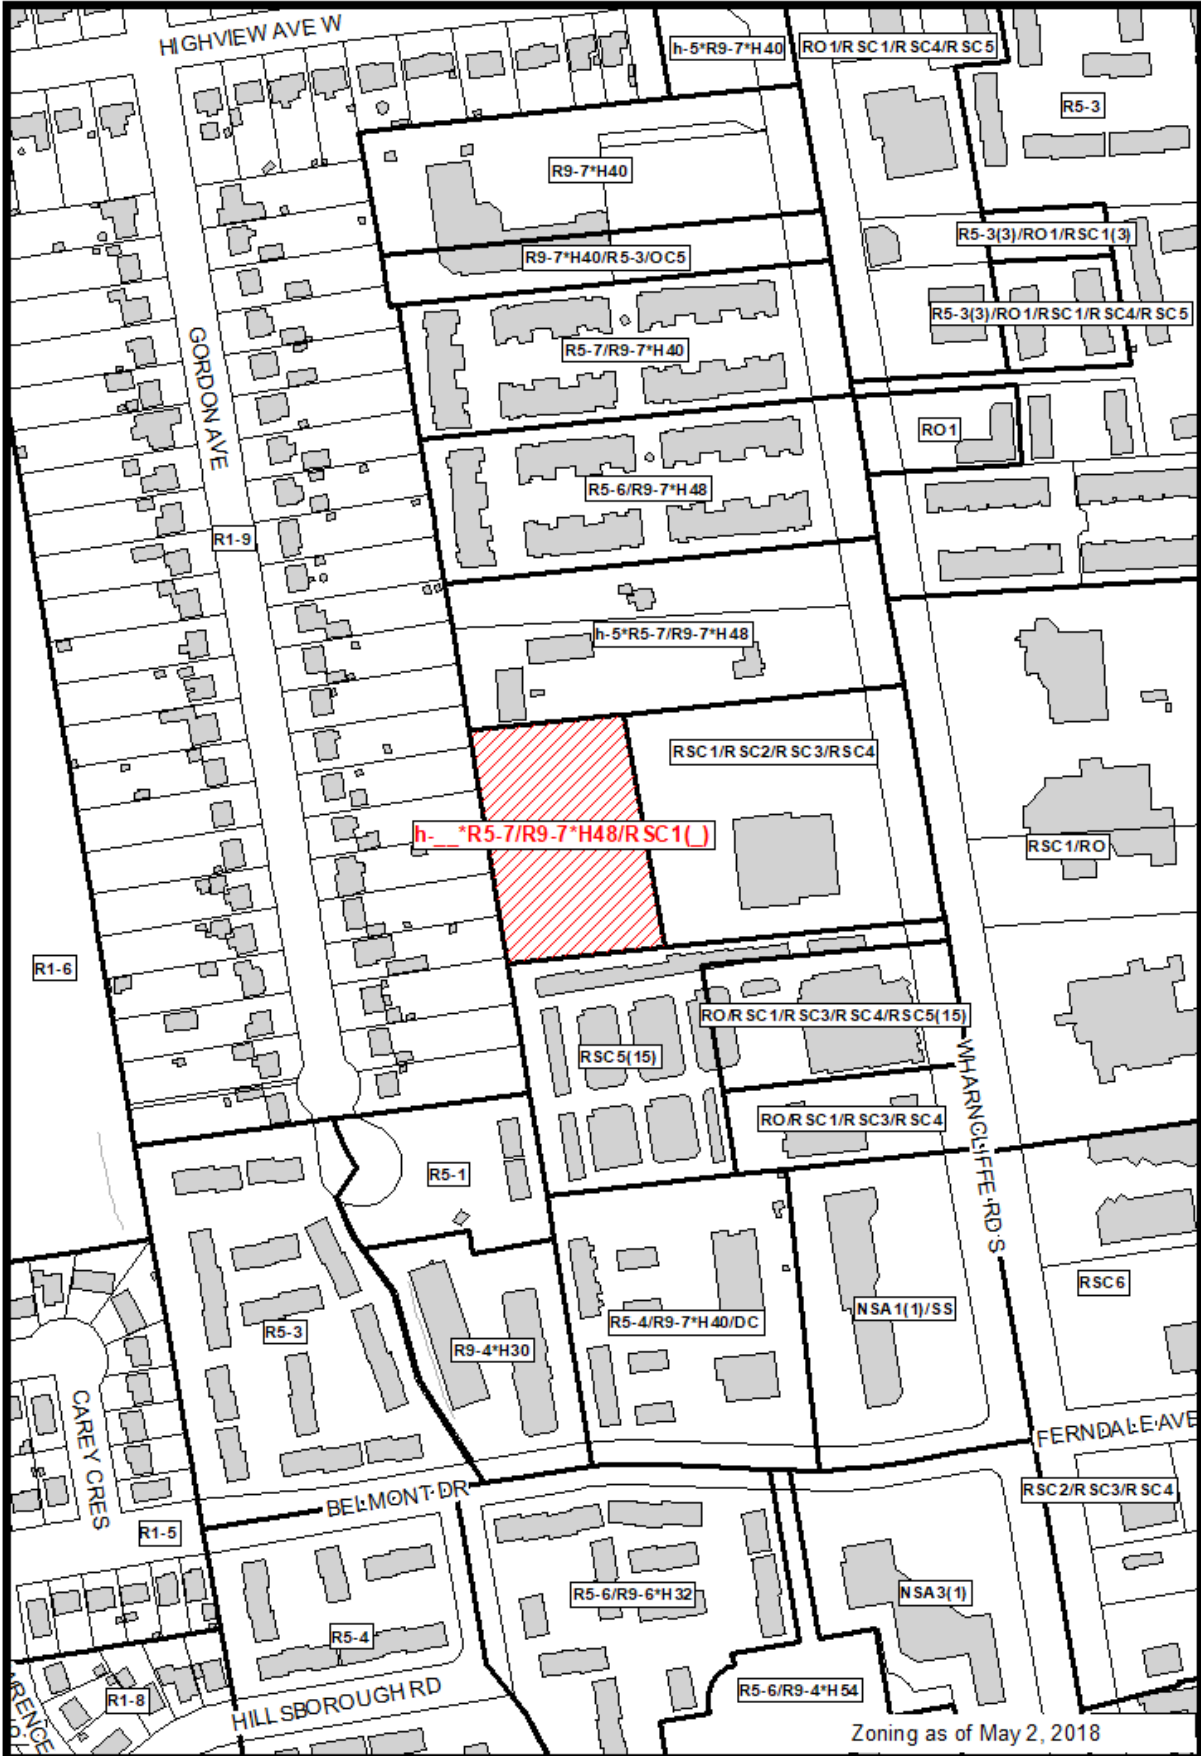 HIGHVIEW AVE W
h-5*R9-7*H40
RO1/RSC1/RSC4/RSC5
R5-3
R9-7*H40
R5-3(3)/RO1/RSC1(3)
R9-7*H40/R5-3/OC5
R5-3(3)/RO1/RSC1/RSC4/RSC5
GORDON AVE
R5-7/R9-7*H40
RO1
R5-6/R9-7*H48
R1-9
h-5*R5-7/R9-7*H48
RSC1/RSC2/RSC3/RSC4
h-__*R5-7/R9-7*H48/RSC1(_)
RSC1/RO
R1-6
RO/RSC1/RSC3/RSC4/RSC5(15)
RSC5(15)
WHARNCLIFFE RD S
RO/RSC1/RSC3/RSC4
R5-1
RSC6
NSA1(1)/SS
R5-4/R9-7*H40/DC
R5-3
R9-4*H30
CAREY CRES
FERNDALE AVE
BELMONT DR
RSC2/RSC3/RSC4
R1-5
R5-6/R9-6*H32
NSA3(1)
R5-4
R5-6/R9-4*H54
R1-8
HILLSBOROUGH RD
Zoning as of May 2, 2018